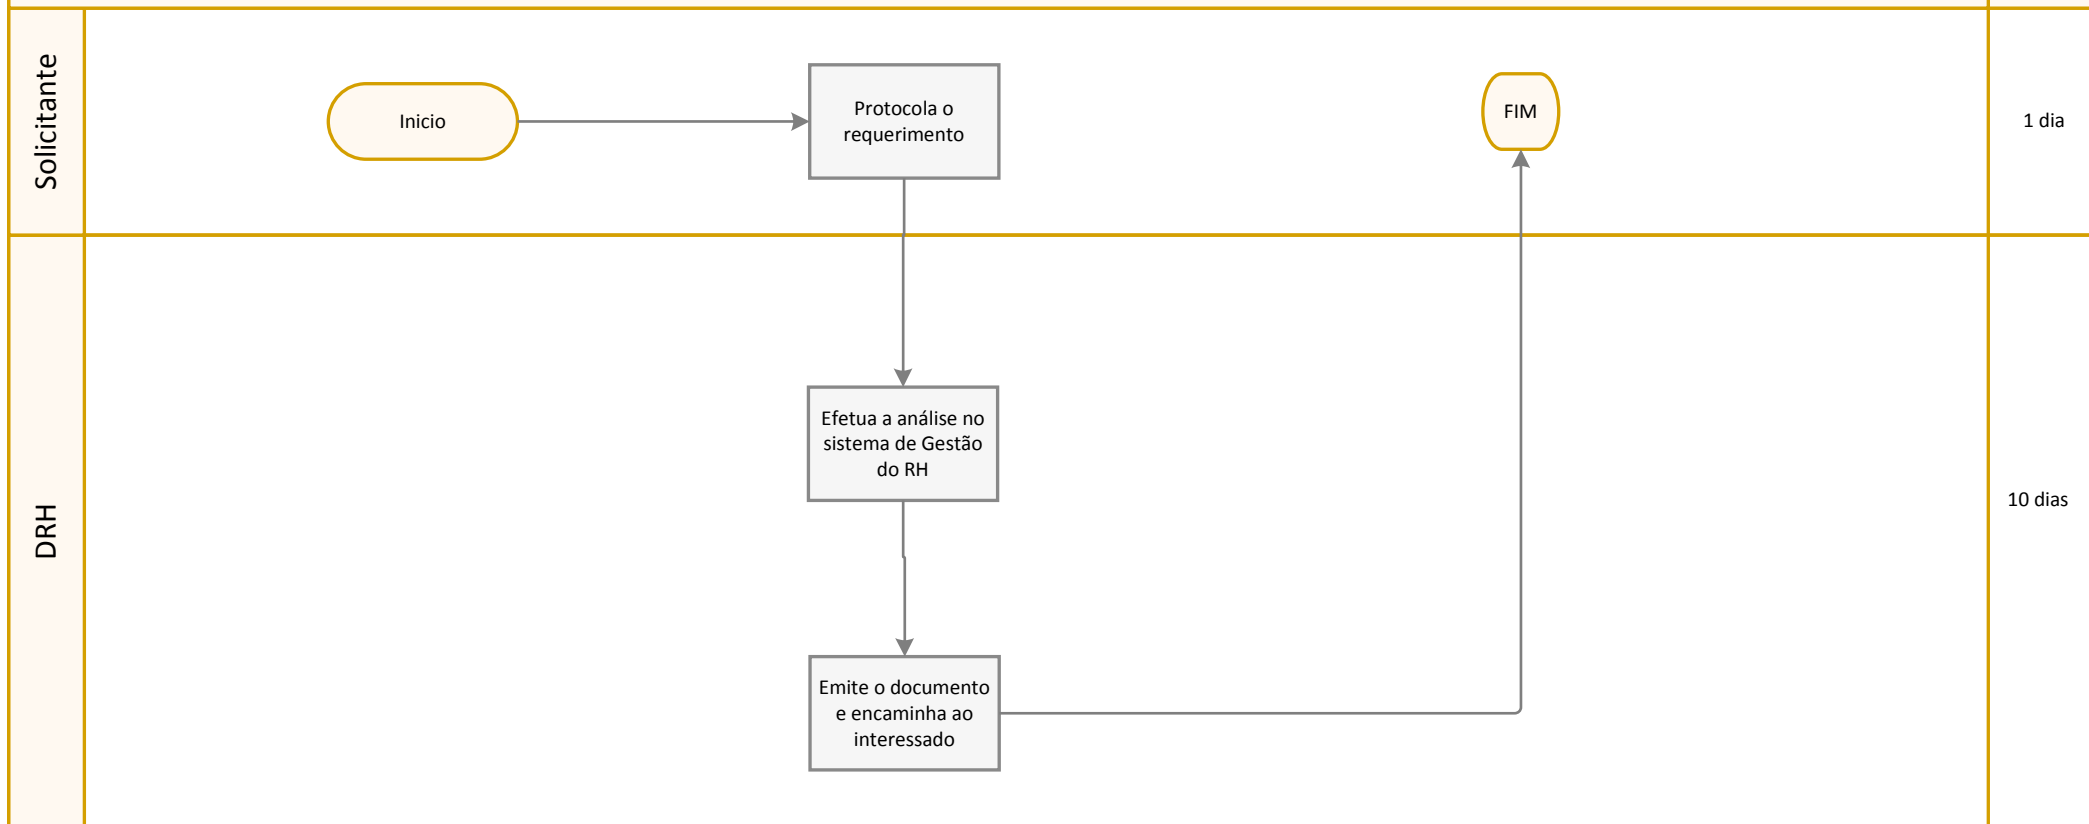 Solicitante
Inicio
Protocola o
requerimento
FIM
1 dia
DRH
Efetua a análise no
sistema de Gestão
do RH
10 dias
Emite o documento
e encaminha ao
interessado